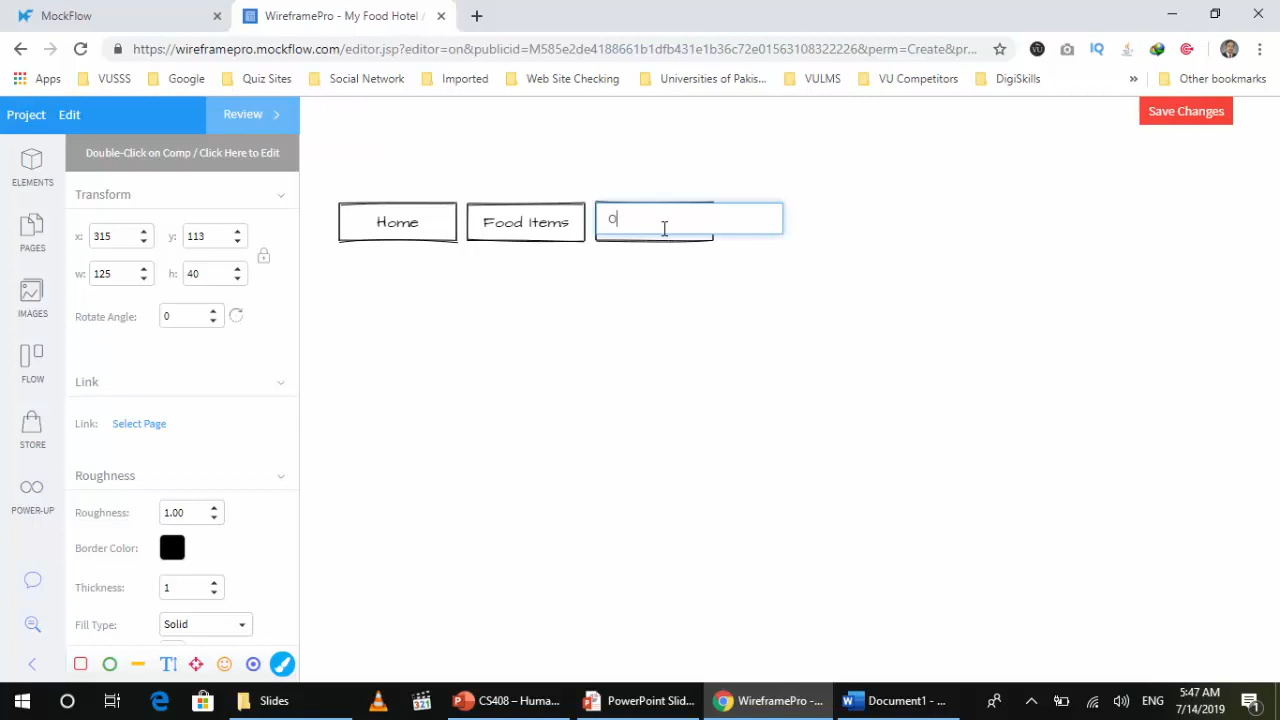 MockFlow
WireframePro - My Food Hotel /
https://wireframepro.mockflow.com/editor.jsp?editor=on&publicid=M585e2de4188661b1dfb431e1b36c72e01563108322226&perm=Create&pr...
Apps VUSSS Google Quiz Sites Social Network Imported Web Site Checking Universities of Pakis... VULMS VU Competitors DigiSkills » Other bookmarks
Project Edit Review
Save Changes
Double-Click on Comp / Click Here to Edit
ELEMENTS
PAGES
IMAGES
FLOW
STORE
POWER-UP
Transform
x: 315 y: 113
w: 125 h: 40
Rotate Angle: 0
Link
Link: Select Page
Roughness
Roughness: 1.00
Border Color:
Thickness: 1
Fill Type: Solid
Home
Food Items
O
Slides
CS408 – Huma...
PowerPoint Slid...
WireframePro -...
Document1 - ...
ENG
5:47 AM
7/14/2019
1